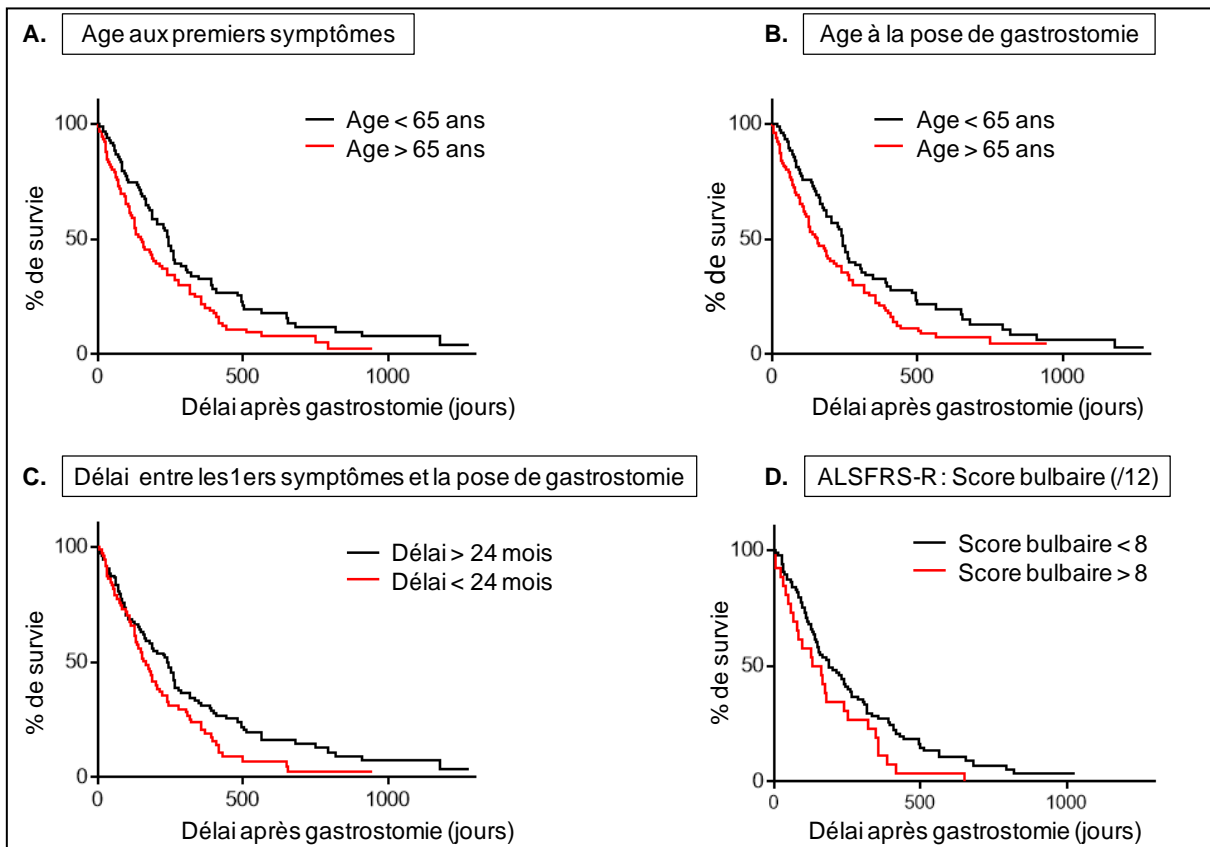 A. Age aux premiers symptômes
Age < 65 ans
Age > 65 ans
100
50
0
% de survie
0 500 1000
Délai après gastrostomie (jours)
B. Age à la pose de gastrostomie
Age < 65 ans
Age > 65 ans
100
50
0
% de survie
0 500 1000
Délai après gastrostomie (jours)
C. Délai entre les 1ers symptômes et la pose de gastrostomie
Délai > 24 mois
Délai < 24 mois
100
50
0
% de survie
0 500 1000
Délai après gastrostomie (jours)
D. ALSFRS-R : Score bulbaire (/12)
Score bulbaire < 8
Score bulbaire > 8
100
50
0
% de survie
0 500 1000
Délai après gastrostomie (jours)